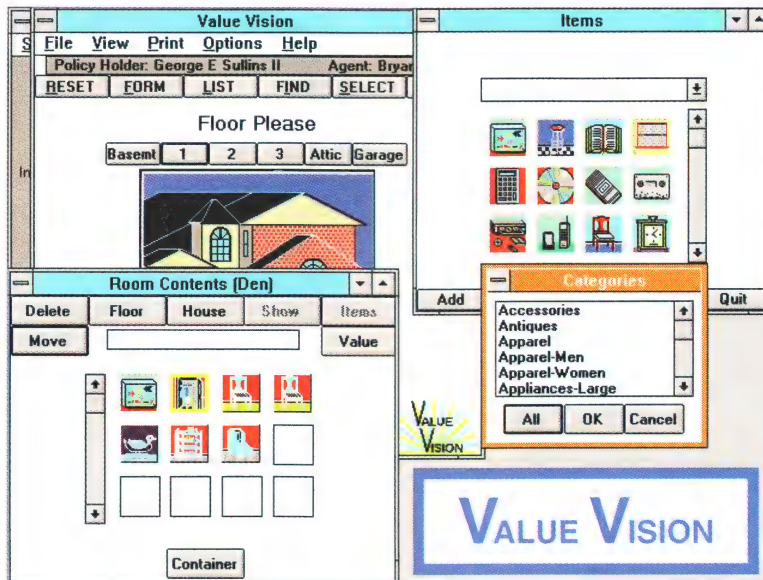 Value Vision
File View Print Options Help
Policy Holder: George E Sullins II Agent: Bryan
RESET FORM LIST FIND SELECT
Floor Please
Basemt 1 2 3 Attic Garage
In
Items
Add Quit
Categories
Accessories
Antiques
Apparel
Apparel-Men
Apparel-Women
Appliances-Large
All OK Cancel
Room Contents (Den)
Delete Floor House Show Items
Move Value
Container
VALUE
VISION
VALUE VISION